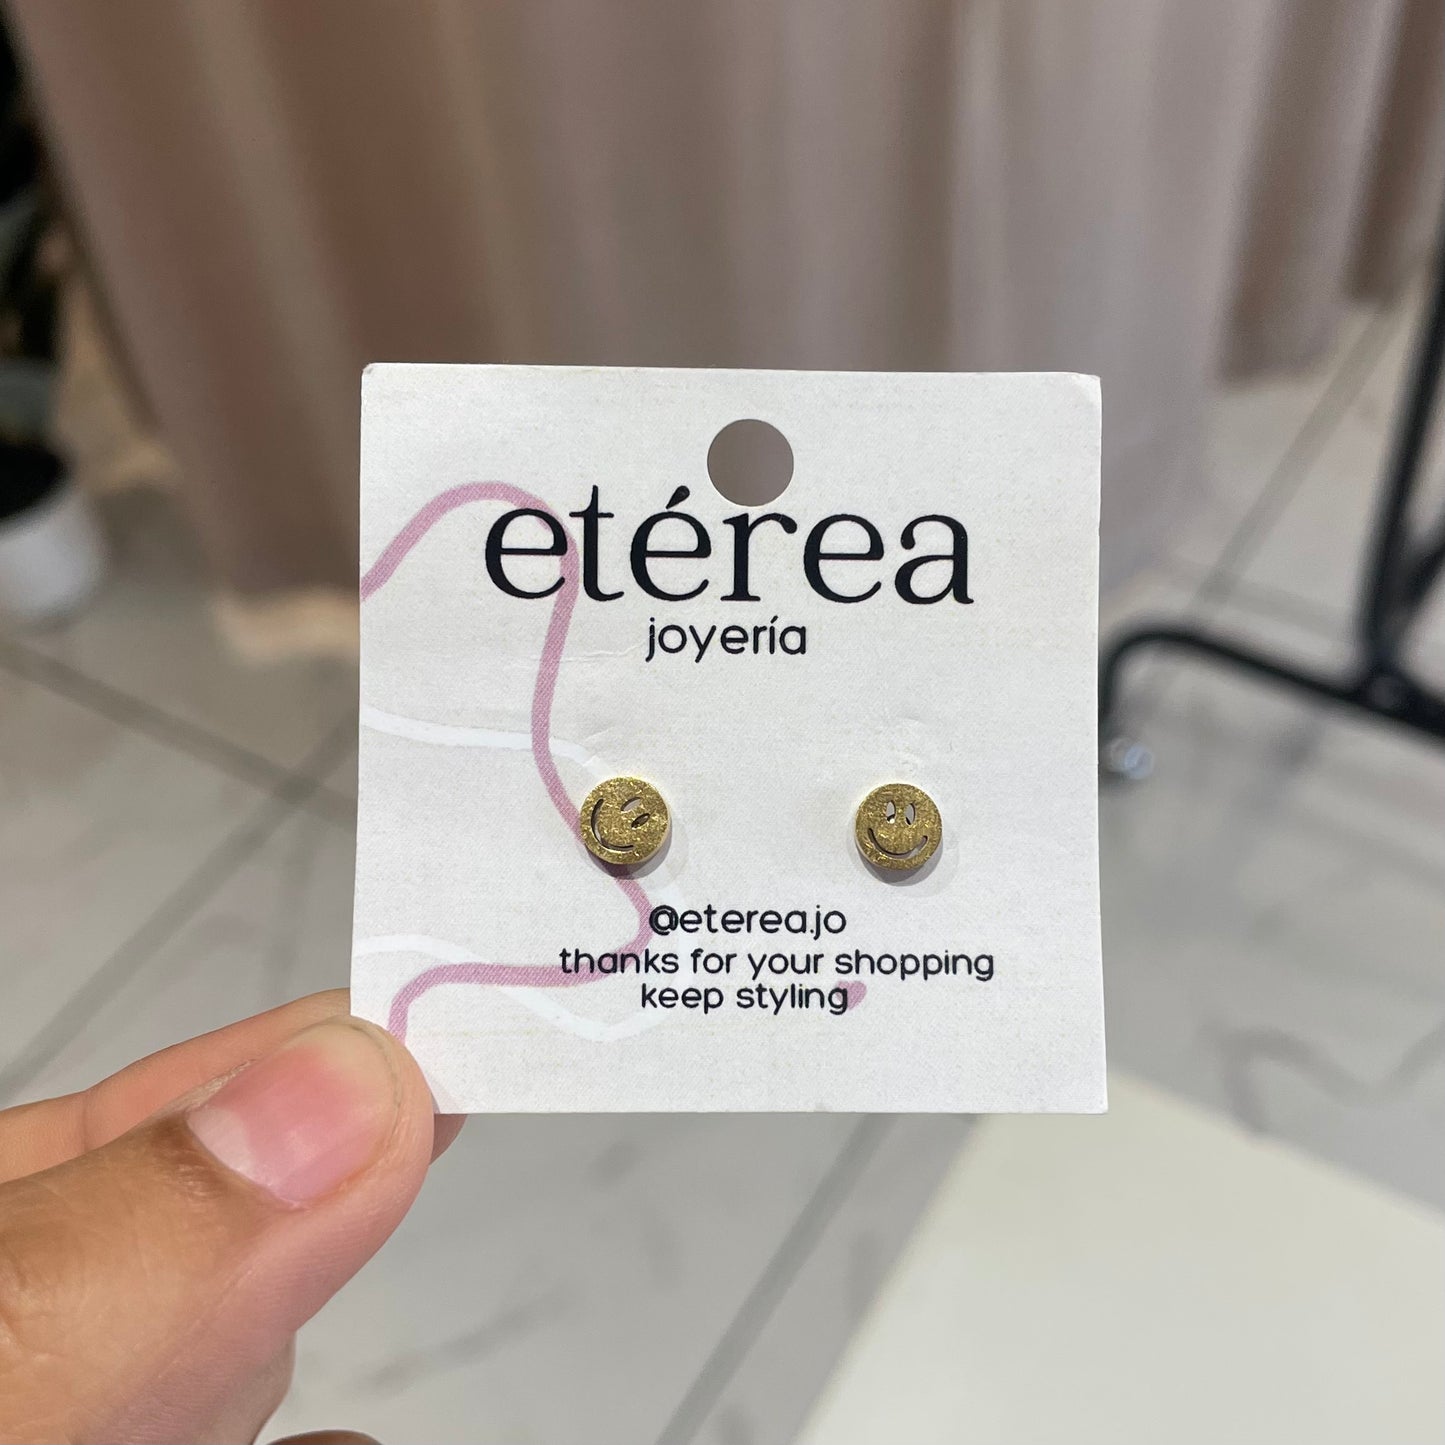 etérea
joyería
@eterea.jo
thanks for your shopping
keep styling